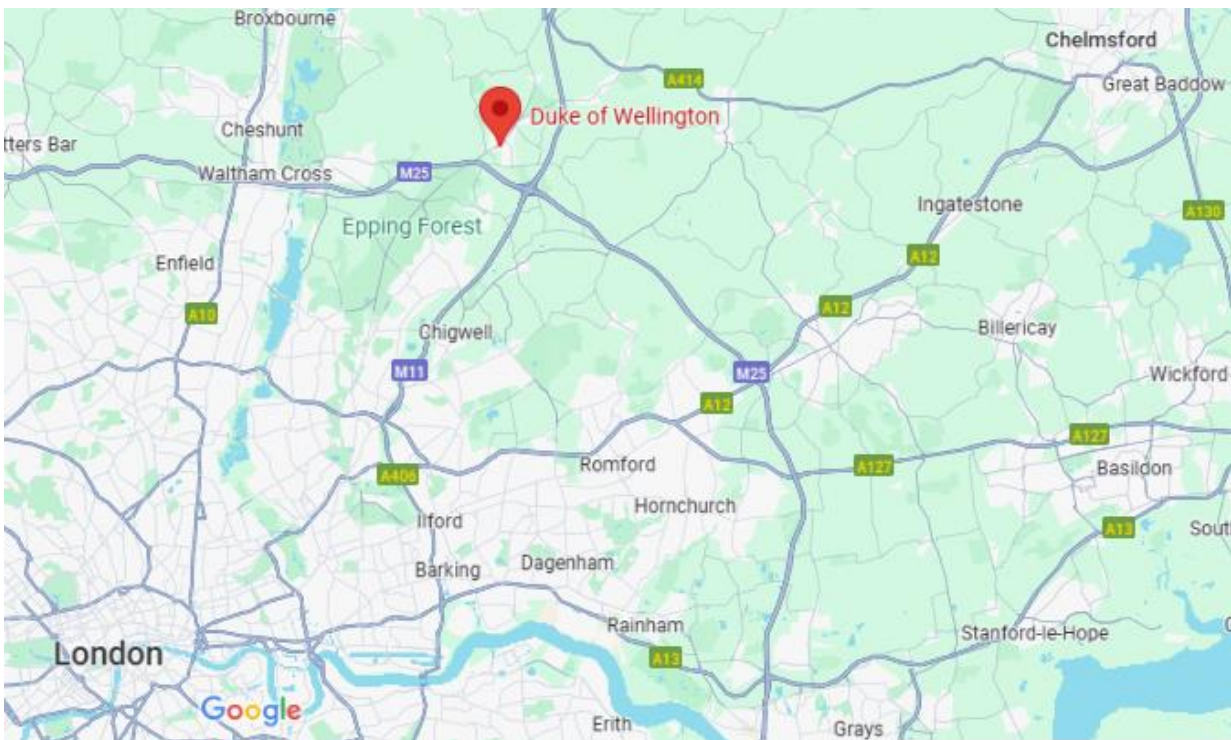 Broxbourne
Chelmsford
A414
Great Baddow
Duke of Wellington
Cheshunt
tters Bar
Waltham Cross
M25
Ingatestone
A130
Epping Forest
A12
Enfield
A10
A12
Chigwell
Billericay
M11
M25
Wickford
A12
A127
Romford
A127
Basildon
A406
Hornchurch
Ilford
A13
Sout
Dagenham
Barking
Rainham
Stanford-le-Hope
London
A13
Google
Erith
Grays